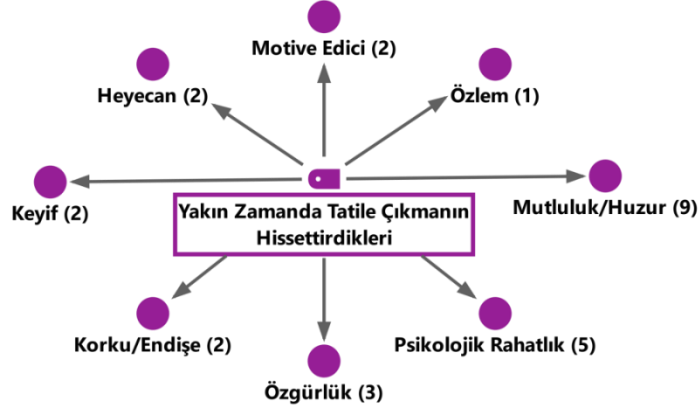 Motive Edici (2)
Heyecan (2)
Özlem (1)
Keyif (2)
Yakın Zamanda Tatile Çıkmanın
Hissettirdikleri
Mutluluk/Huzur (9)
Korku/Endişe (2)
Özgürlük (3)
Psikolojik Rahatlık (5)